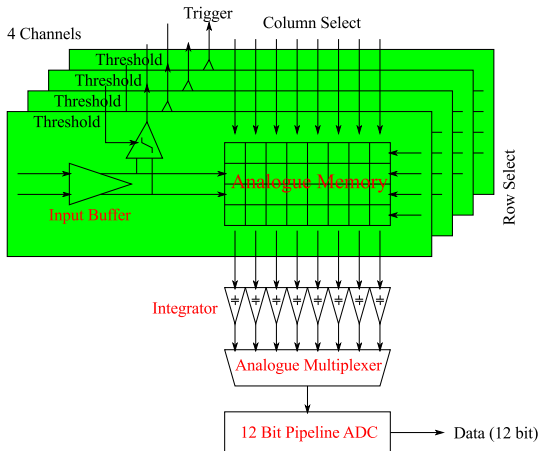 Trigger
Column Select
4 Channels
Threshold
Threshold
Threshold
Threshold
Analogue Memory
Row Select
Input Buffer
Integrator
Analogue Multiplexer
12 Bit Pipeline ADC
Data (12 bit)